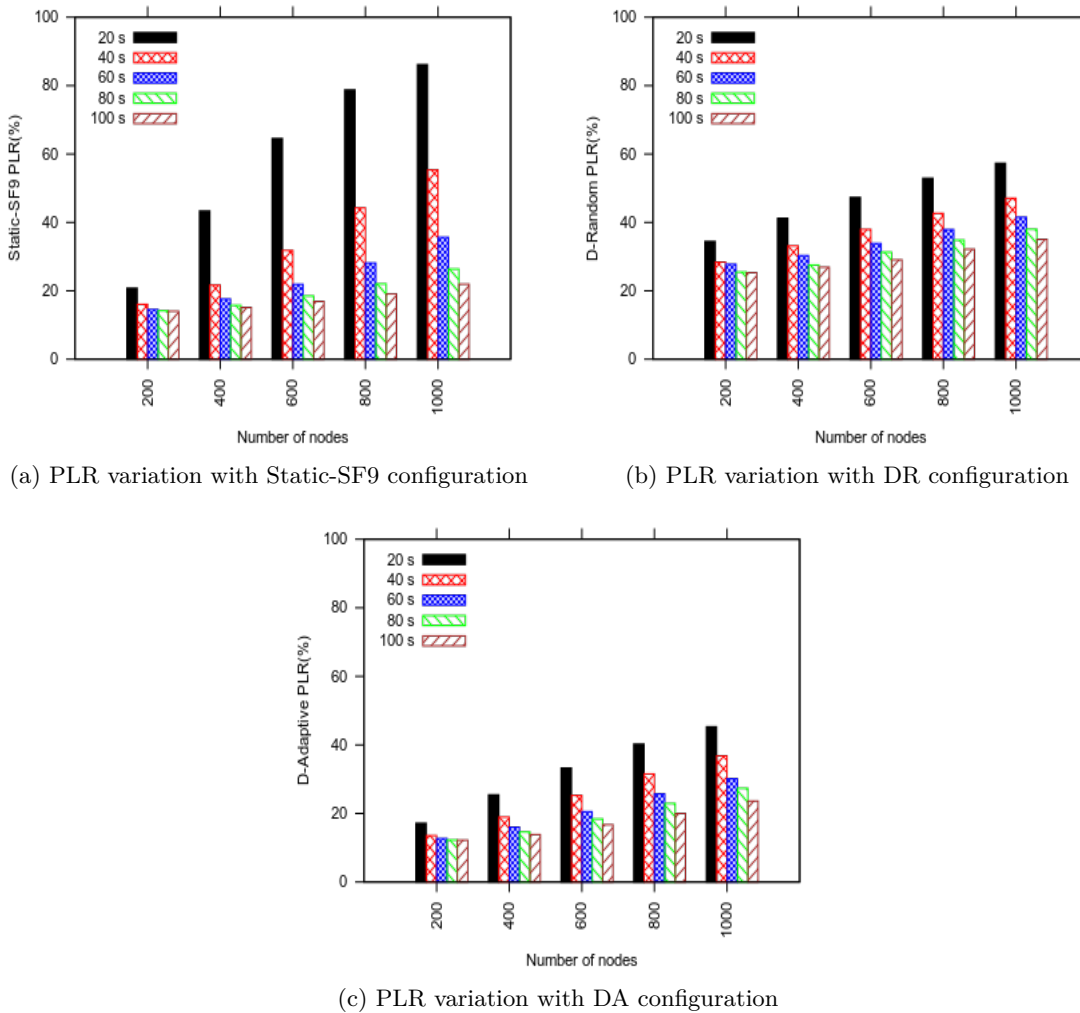 100
80
60
40
20
0
Static-SF9 PLR(%)
20 s
40 s
60 s
80 s
100 s
200
400
600
800
1000
Number of nodes
(a) PLR variation with Static-SF9 configuration
100
80
60
40
20
0
D-Random PLR(%)
20 s
40 s
60 s
80 s
100 s
200
400
600
800
1000
Number of nodes
(b) PLR variation with DR configuration
100
80
60
40
20
0
D-Adaptive PLR(%)
20 s
40 s
60 s
80 s
100 s
200
400
600
800
1000
Number of nodes
(c) PLR variation with DA configuration